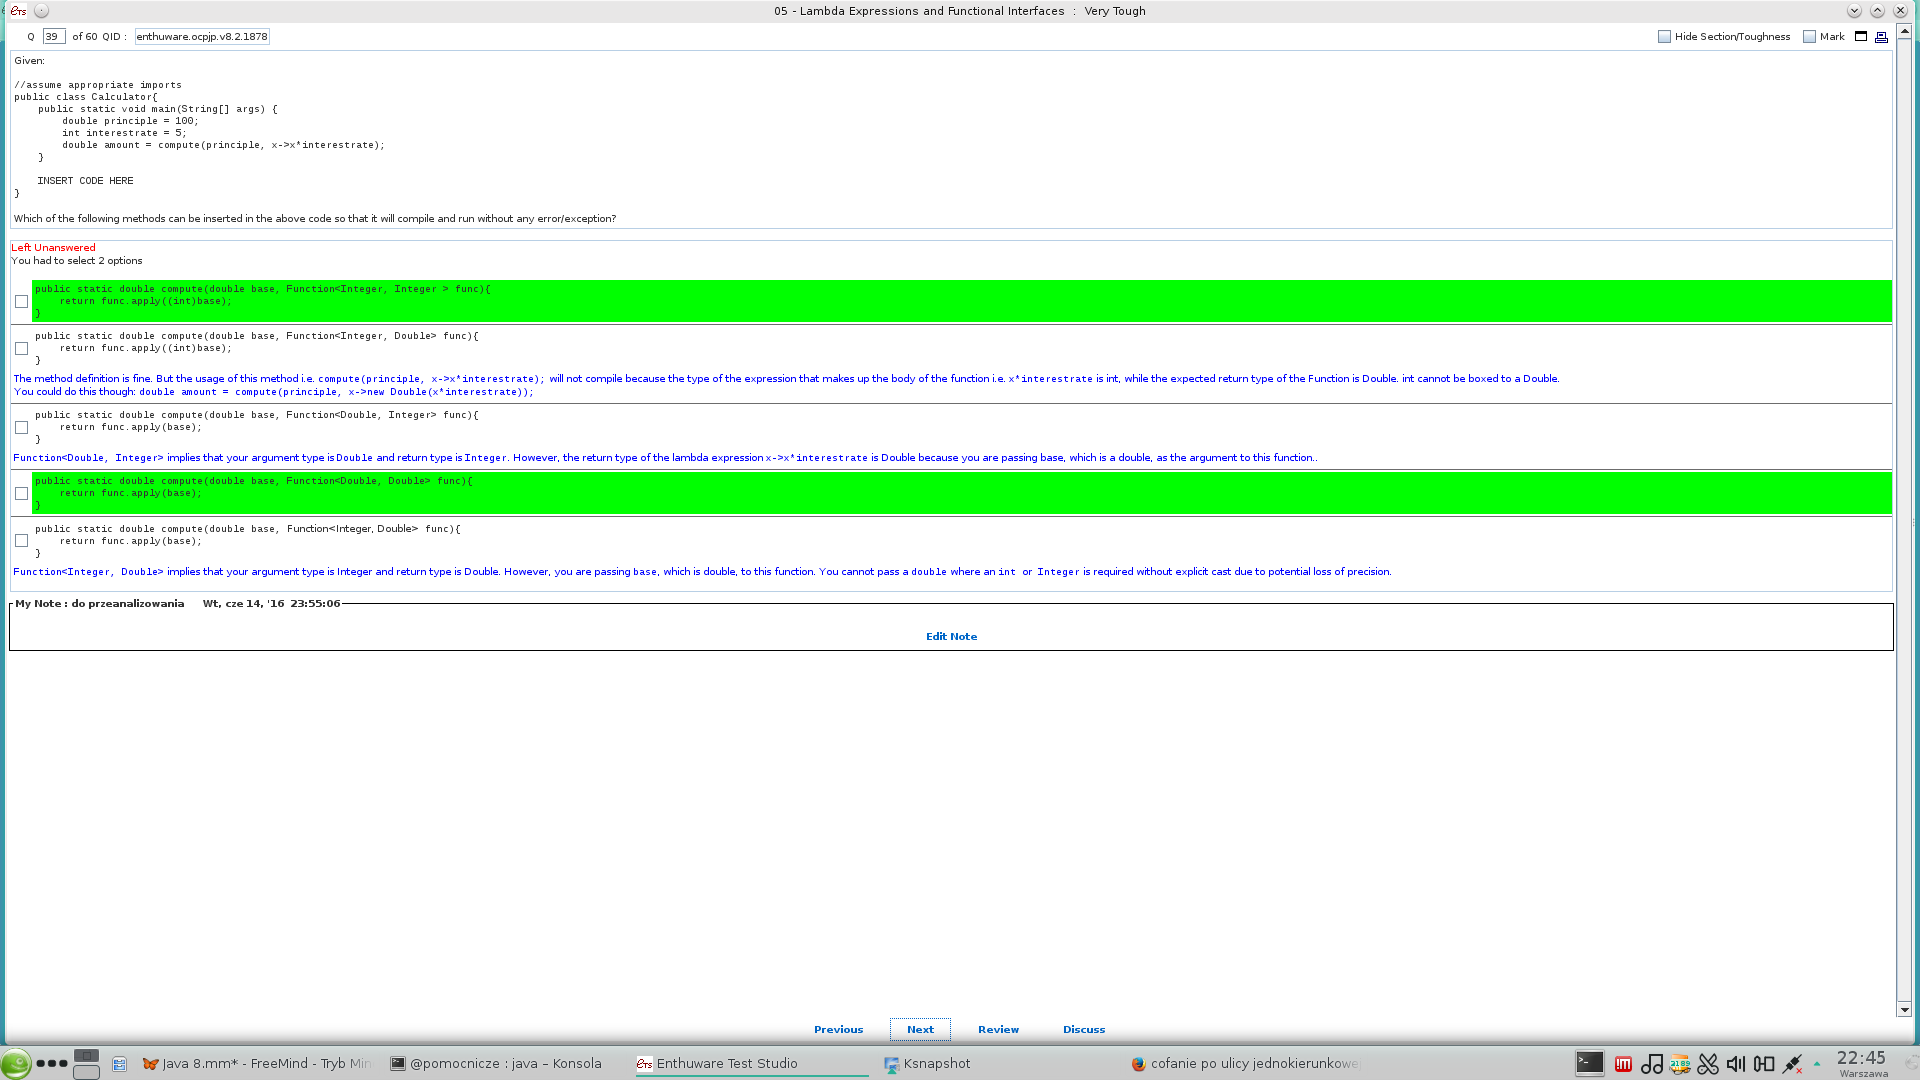 ETS
05 - Lambda Expressions and Functional Interfaces : Very Tough
Q 39 of 60 QID : enthuware.ocpjp.v8.2.1878
Hide Section/Toughness Mark
Given:
//assume appropriate imports
public class Calculator{
public static void main(String[] args) {
double principle = 100;
int interestrate = 5;
double amount = compute(principle, x->x*interestrate);
}
INSERT CODE HERE
}
Which of the following methods can be inserted in the above code so that it will compile and run without any error/exception?
Left Unanswered
You had to select 2 options
public static double compute(double base, Function<Integer, Integer > func){
return func.apply((int)base);
}
public static double compute(double base, Function<Integer, Double> func){
return func.apply((int)base);
}
The method definition is fine. But the usage of this method i.e. compute(principle, x->x*interestrate); will not compile because the type of the expression that makes up the body of the function i.e. x*interestrate is int, while the expected return type of the Function is Double. int cannot be boxed to a Double.
You could do this though: double amount = compute(principle, x->new Double(x*interestrate));
public static double compute(double base, Function<Double, Integer> func){
return func.apply(base);
}
Function<Double, Integer> implies that your argument type is Double and return type is Integer. However, the return type of the lambda expression x->x*interestrate is Double because you are passing base, which is a double, as the argument to this function..
public static double compute(double base, Function<Double, Double> func){
return func.apply(base);
}
public static double compute(double base, Function<Integer, Double> func){
return func.apply(base);
}
Function<Integer, Double> implies that your argument type is Integer and return type is Double. However, you are passing base, which is double, to this function. You cannot pass a double where an int or Integer is required without explicit cast due to potential loss of precision.
My Note : do przeanalizowania Wt, cze 14, '16 23:55:06
Edit Note
Previous Next Review Discuss
Java 8.mm* - FreeMind - Tryb Min
@pomocnicze : java – Konsola
ETS Enthuware Test Studio
Ksnapshot
cofanie po ulicy jednokierunkowe
22:45
Warszawa